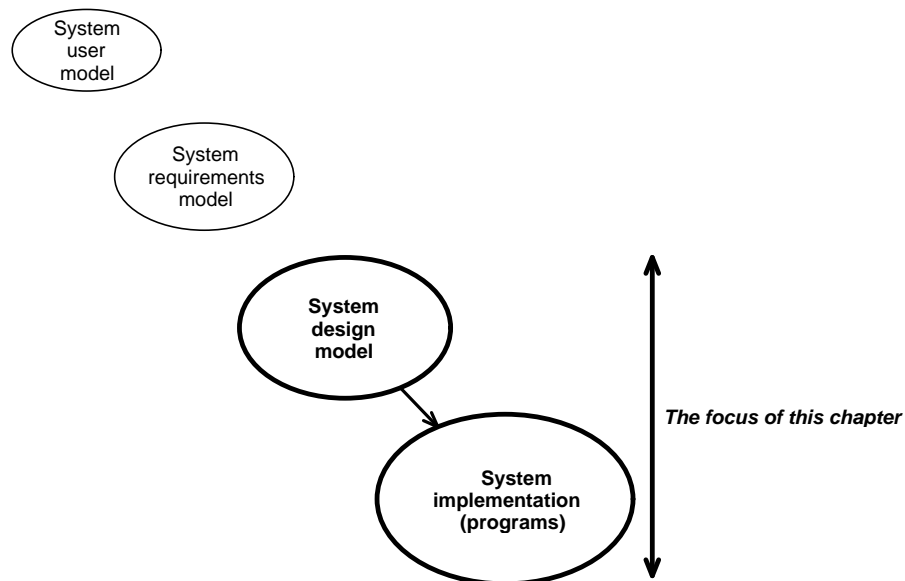 System
user
model
System
requirements
model
System
design
model
The focus of this chapter
System
implementation
(programs)